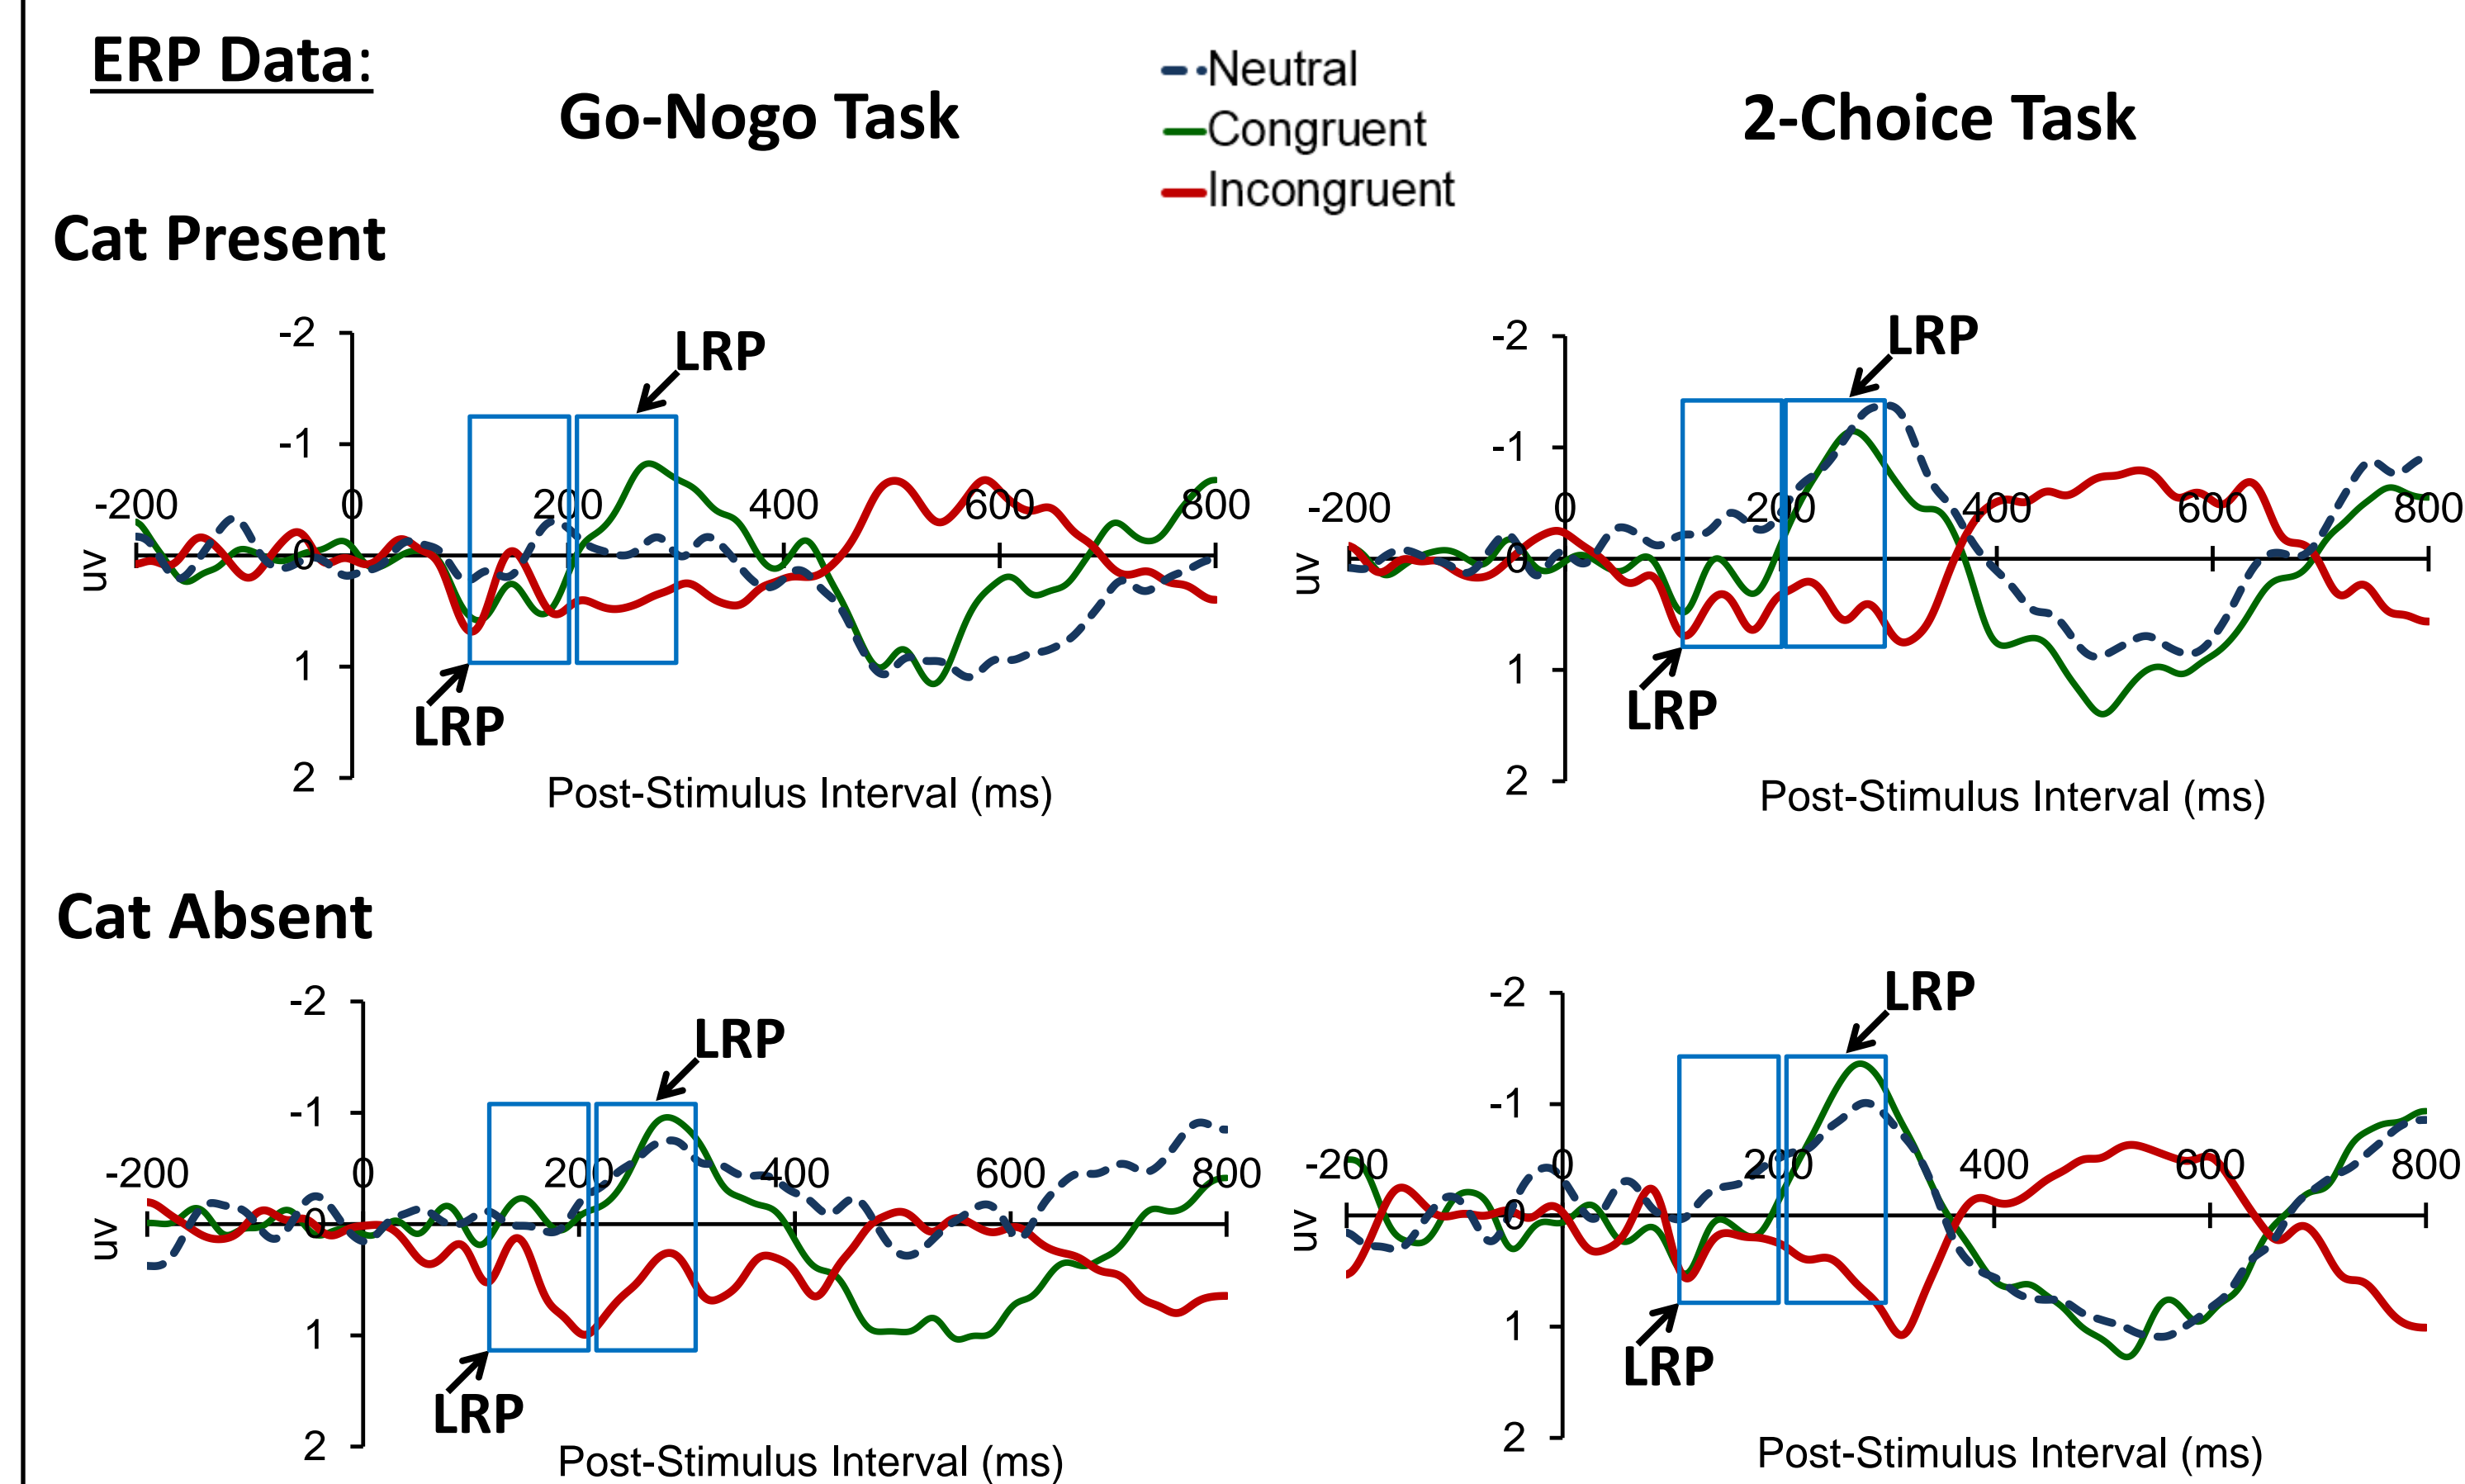 ERP Data:
Go-Nogo Task
Neutral
Congruent
Incongruent
2-Choice Task
Cat Present
-2
-1
0
1
2
uv
-200
0
200
400
600
800
LRP
LRP
Post-Stimulus Interval (ms)
-2
-1
0
1
2
uv
-200
0
200
400
600
800
LRP
LRP
Post-Stimulus Interval (ms)
Cat Absent
-2
-1
0
1
2
uv
-200
0
200
400
600
800
LRP
LRP
Post-Stimulus Interval (ms)
-2
-1
0
1
2
uv
-200
0
200
400
600
800
LRP
LRP
Post-Stimulus Interval (ms)